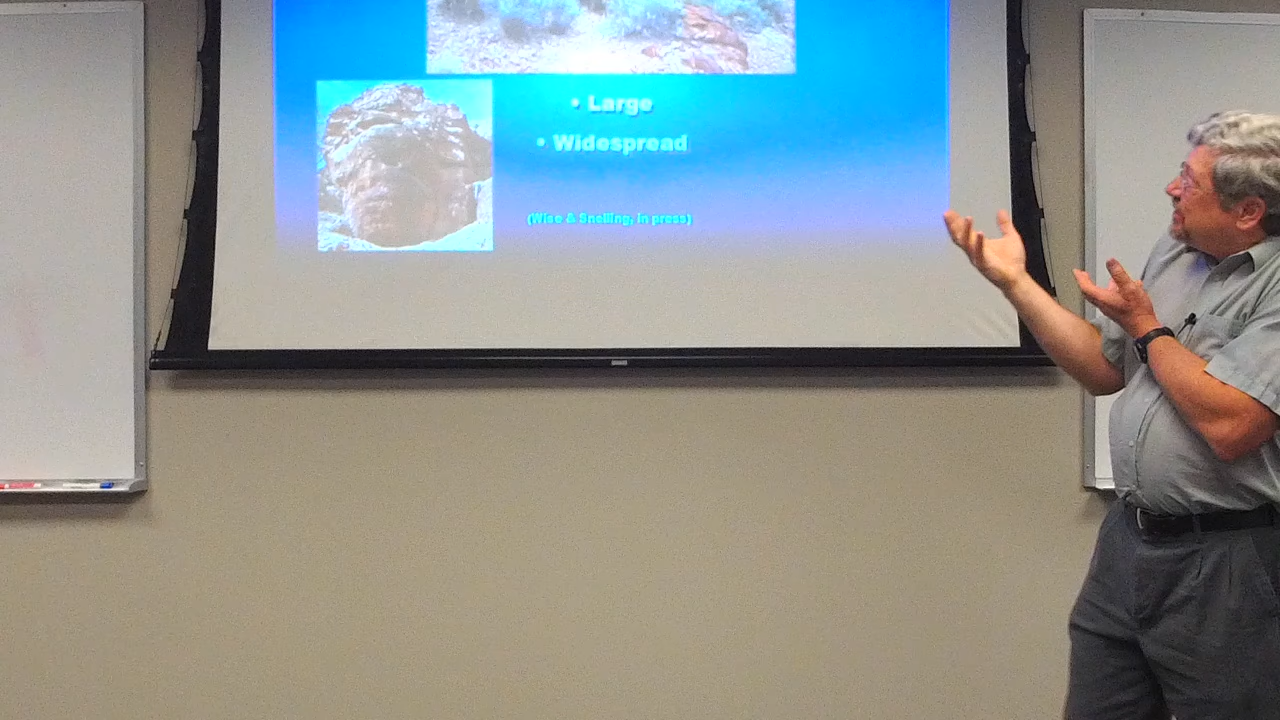 • Large
• Widespread
(Wise & Snelling, in press)